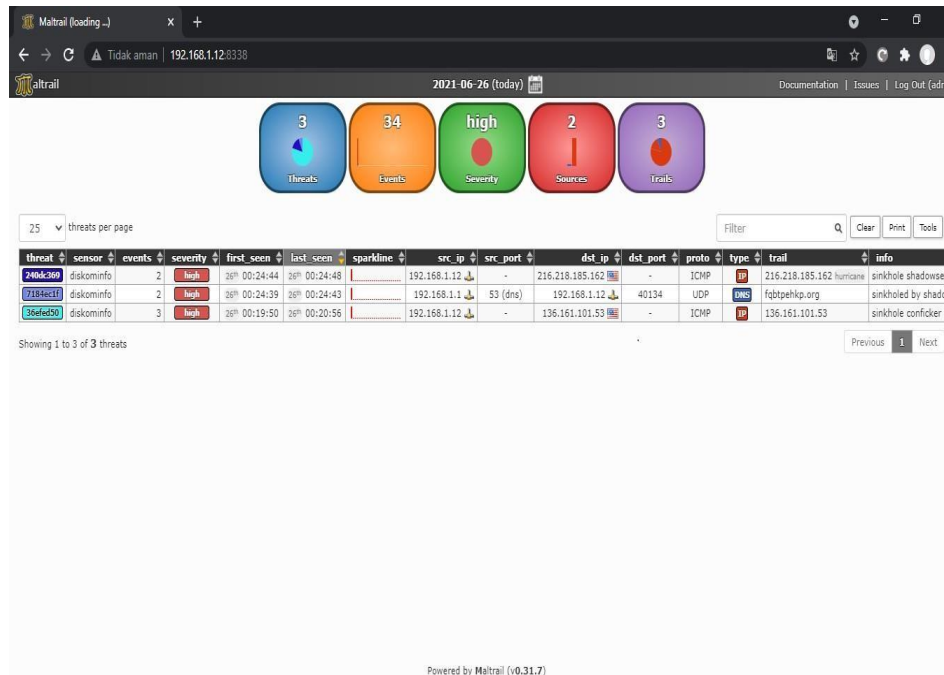 Maltrail (loading ...)
Tidak aman | 192.168.1.12:8338
altrail
2021-06-26 (today)
Documentation | Issues | Log Out (adr
3 Threats
34 Events
high Severity
2 Sources
3 Trails
25 threats per page
Filter
Clear Print Tools
threat sensor events severity first_seen last_seen sparkline src_ip src_port dst_ip dst_port proto type trail info
240dc369 diskominfo 2 high 26th 00:24:44 26th 00:24:48 192.168.1.12 - 216.218.185.162 - ICMP IP 216.218.185.162 hurricane sinkhole shadowse
7184ec1f diskominfo 2 high 26th 00:24:39 26th 00:24:43 192.168.1.1 53 (dns) 192.168.1.12 40134 UDP DNS fqbtpehkp.org sinkholed by shado
36efed50 diskominfo 3 high 26th 00:19:50 26th 00:20:56 192.168.1.12 - 136.161.101.53 - ICMP IP 136.161.101.53 sinkhole conficker
Showing 1 to 3 of 3 threats
Previous 1 Next
Powered by Maltrail (v0.31.7)